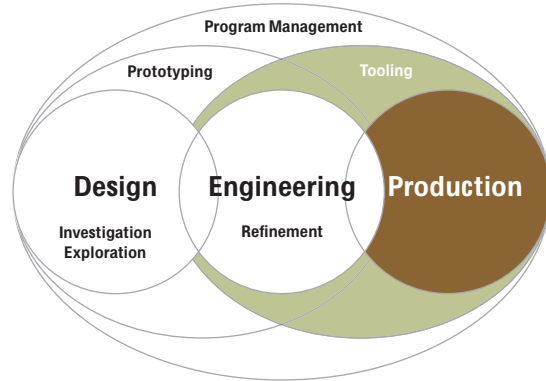 Program Management
Prototyping
Tooling
Design
Engineering
Production
Investigation
Exploration
Refinement